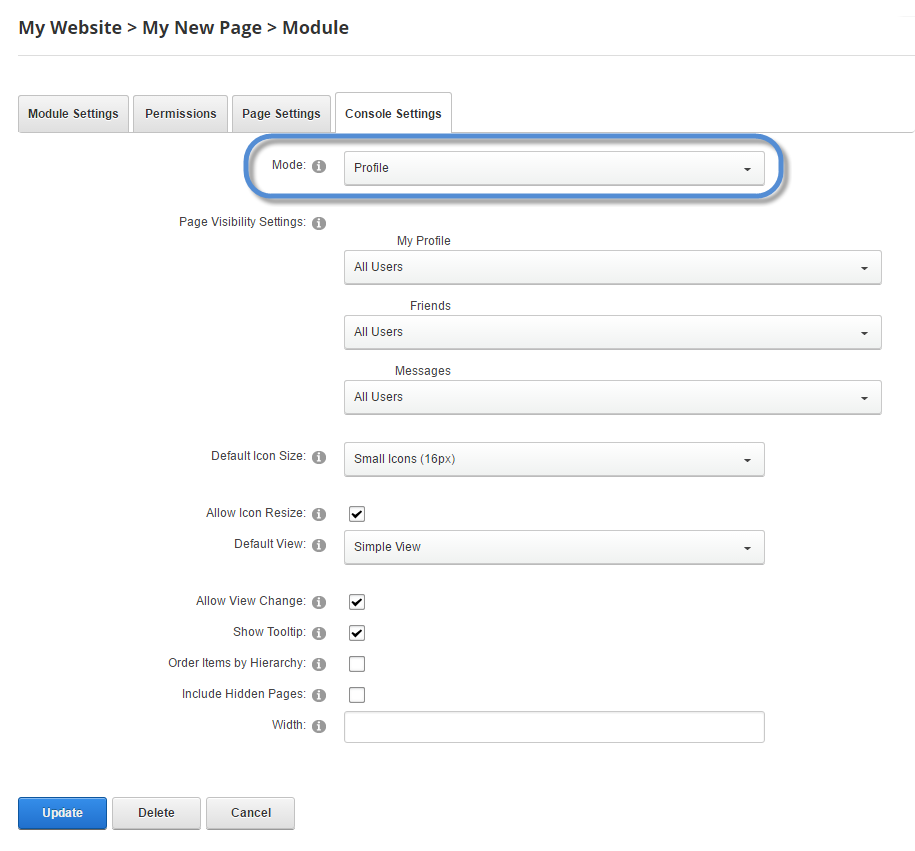 My Website > My New Page > Module
Module Settings
Permissions
Page Settings
Console Settings
Mode:
Profile
Page Visibility Settings:
My Profile
All Users
Friends
All Users
Messages
All Users
Default Icon Size:
Small Icons (16px)
Allow Icon Resize:
Default View:
Simple View
Allow View Change:
Show Tooltip:
Order Items by Hierarchy:
Include Hidden Pages:
Width:
Update
Delete
Cancel